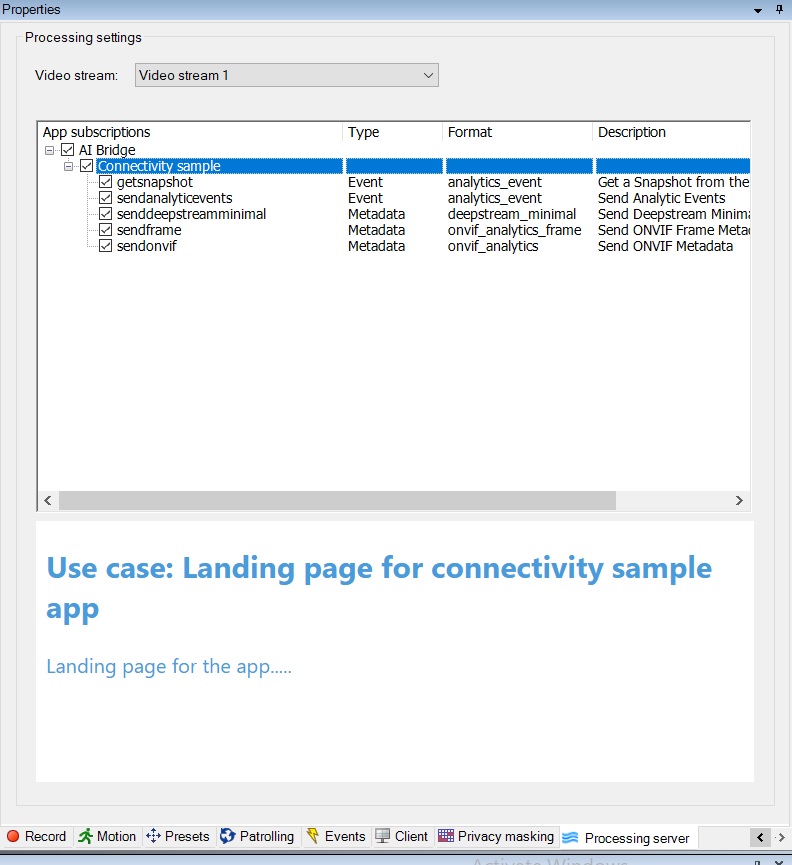 Properties
Processing settings
Video stream: Video stream 1
App subscriptions Type Format Description
AI Bridge
Connectivity sample
getsnapshot Event analytics_event Get a Snapshot from the
sendanalyticevents Event analytics_event Send Analytic Events
senddeepstreamminimal Metadata deepstream_minimal Send Deepstream Minima
sendframe Metadata onvif_analytics_frame Send ONVIF Frame Metad
sendonvif Metadata onvif_analytics Send ONVIF Metadata
Use case: Landing page for connectivity sample
app
Landing page for the app.....
Record Motion Presets Patrolling Events Client Privacy masking Processing server
Activate Windows